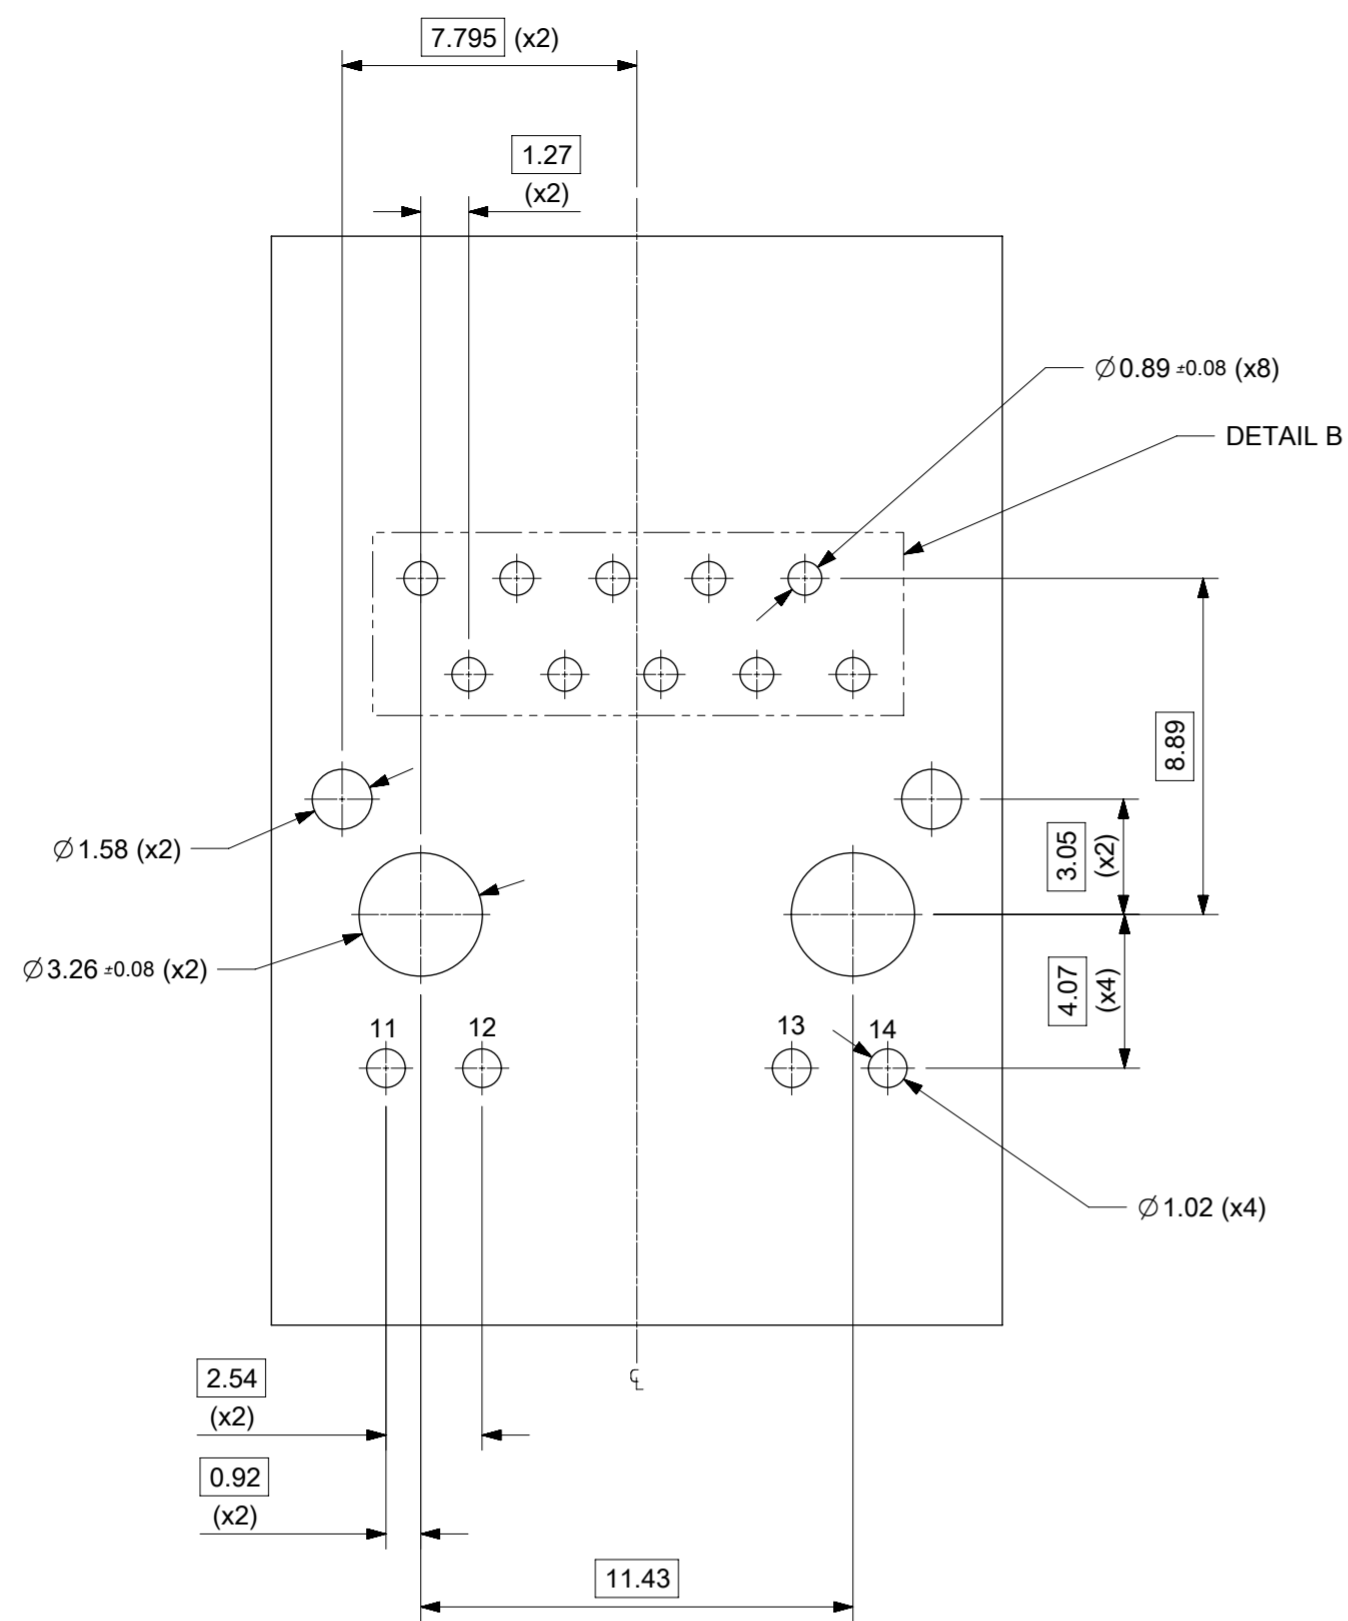 7.795 (x2)
1.27
(x2)
∅0.89 ±0.08 (x8)
DETAIL B
8.89
3.05
(x2)
∅1.58 (x2)
∅3.26 ±0.08 (x2)
4.07
(x4)
11 12 13 14
∅1.02 (x4)
℄
2.54
(x2)
0.92
(x2)
11.43